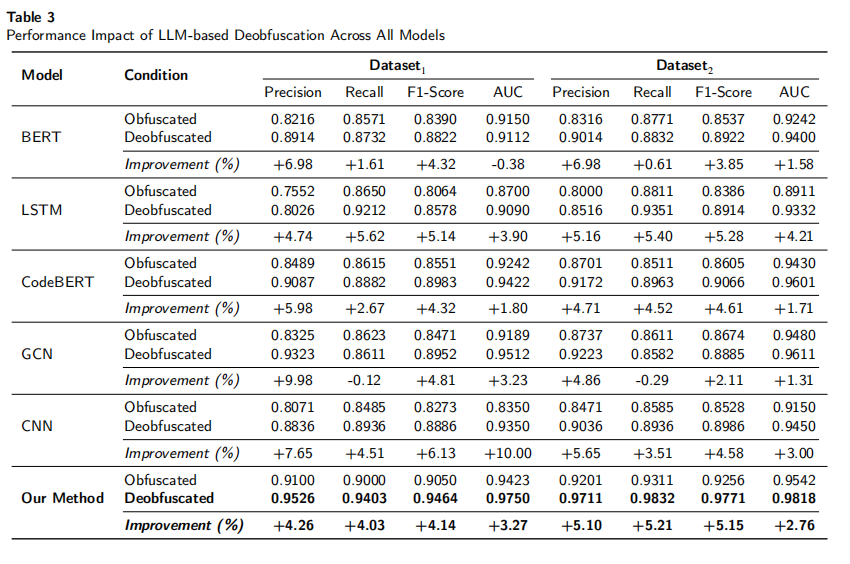 Table 3
Performance Impact of LLM-based Deobfuscation Across All Models
Model Condition Dataset₁ Dataset₂
Precision Recall F1-Score AUC Precision Recall F1-Score AUC
BERT
Obfuscated 0.8216 0.8571 0.8390 0.9150 0.8316 0.8771 0.8537 0.9242
Deobfuscated 0.8914 0.8732 0.8822 0.9112 0.9014 0.8832 0.8922 0.9400
Improvement (%) +6.98 +1.61 +4.32 -0.38 +6.98 +0.61 +3.85 +1.58
LSTM
Obfuscated 0.7552 0.8650 0.8064 0.8700 0.8000 0.8811 0.8386 0.8911
Deobfuscated 0.8026 0.9212 0.8578 0.9090 0.8516 0.9351 0.8914 0.9332
Improvement (%) +4.74 +5.62 +5.14 +3.90 +5.16 +5.40 +5.28 +4.21
CodeBERT
Obfuscated 0.8489 0.8615 0.8551 0.9242 0.8701 0.8511 0.8605 0.9430
Deobfuscated 0.9087 0.8882 0.8983 0.9422 0.9172 0.8963 0.9066 0.9601
Improvement (%) +5.98 +2.67 +4.32 +1.80 +4.71 +4.52 +4.61 +1.71
GCN
Obfuscated 0.8325 0.8623 0.8471 0.9189 0.8737 0.8611 0.8674 0.9480
Deobfuscated 0.9323 0.8611 0.8952 0.9512 0.9223 0.8582 0.8885 0.9611
Improvement (%) +9.98 -0.12 +4.81 +3.23 +4.86 -0.29 +2.11 +1.31
CNN
Obfuscated 0.8071 0.8485 0.8273 0.8350 0.8471 0.8585 0.8528 0.9150
Deobfuscated 0.8836 0.8936 0.8886 0.9350 0.9036 0.8936 0.8986 0.9450
Improvement (%) +7.65 +4.51 +6.13 +10.00 +5.65 +3.51 +4.58 +3.00
Our Method
Obfuscated 0.9100 0.9000 0.9050 0.9423 0.9201 0.9311 0.9256 0.9542
Deobfuscated 0.9526 0.9403 0.9464 0.9750 0.9711 0.9832 0.9771 0.9818
Improvement (%) +4.26 +4.03 +4.14 +3.27 +5.10 +5.21 +5.15 +2.76